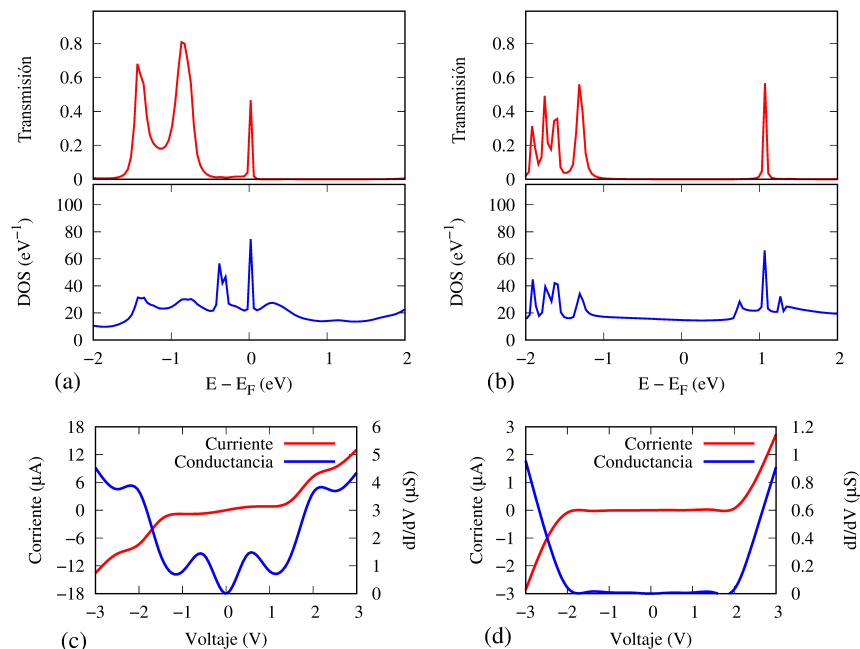 Transmisión
0.8
0.6
0.4
0.2
0
DOS (eV−1)
100
80
60
40
20
0
−2 −1 0 1 2
(a) E − EF (eV)
Transmisión
0.8
0.6
0.4
0.2
0
DOS (eV−1)
100
80
60
40
20
0
−2 −1 0 1 2
(b) E − EF (eV)
Corriente (μA)
18
12
6
0
−6
−12
−18
Curriente
Conductancia
6
5
4
3
2
1
0
dI/dV (μS)
−3 −2 −1 0 1 2 3
(c) Voltaje (V)
Corriente (μA)
3
2
1
0
−1
−2
−3
Corriente
Conductancia
1.2
1
0.8
0.6
0.4
0.2
0
dI/dV (μS)
−3 −2 −1 0 1 2 3
(d) Voltaje (V)